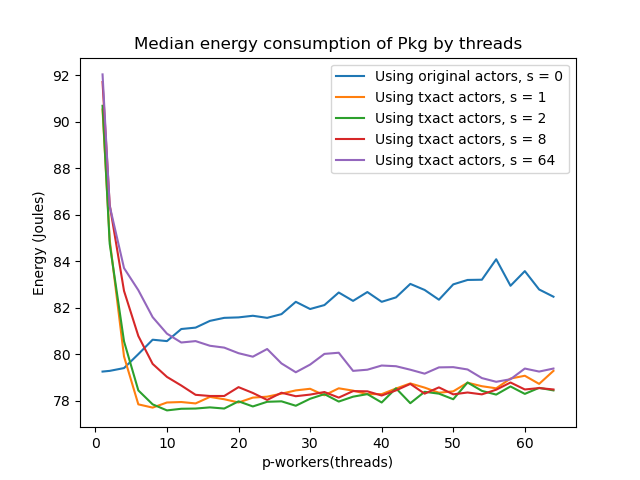 Median energy consumption of Pkg by threads
Using original actors, s = 0
Using txact actors, s = 1
Using txact actors, s = 2
Using txact actors, s = 8
Using txact actors, s = 64
Energy (Joules)
92
90
88
86
84
82
80
78
0 10 20 30 40 50 60
p-workers(threads)